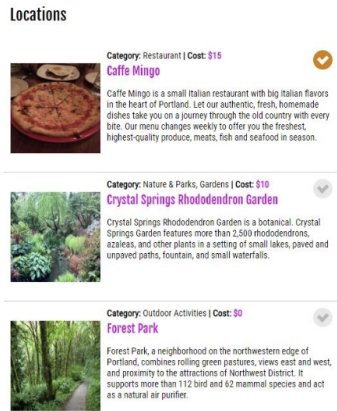 Locations
Category: Restaurant | Cost: $15
Caffe Mingo
Caffe Mingo is a small Italian restaurant with big Italian flavors
in the heart of Portland. Let our authentic, fresh, homemade
dishes take you on a journey through the old country with every
bite. Our menu changes weekly to offer you the freshest,
highest-quality produce, meats, fish and seafood in season.
Category: Nature & Parks, Gardens | Cost: $10
Crystal Springs Rhododendron Garden
Crystal Springs Rhododendron Garden is a botanical. Crystal
Springs Garden features more than 2,500 rhododendrons,
azaleas, and other plants in a setting of small lakes, paved and
unpaved paths, fountain, and small waterfalls.
Category: Outdoor Activities | Cost: $0
Forest Park
Forest Park, a neighborhood on the northwestern edge of
Portland, combines rolling green pastures, views east and west,
and proximity to the attractions of Northwest District. It
supports more than 112 bird and 62 mammal species and act
as a natural air purifier.